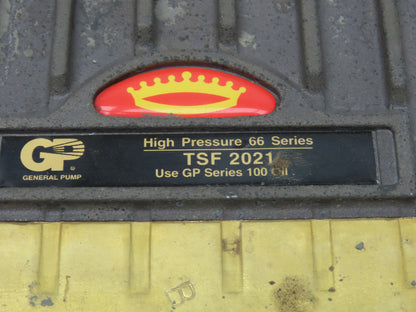 High Pressure 66 Series
GP
®
TSF 2021
GENERAL PUMP
Use GP Series 100 Oil
B